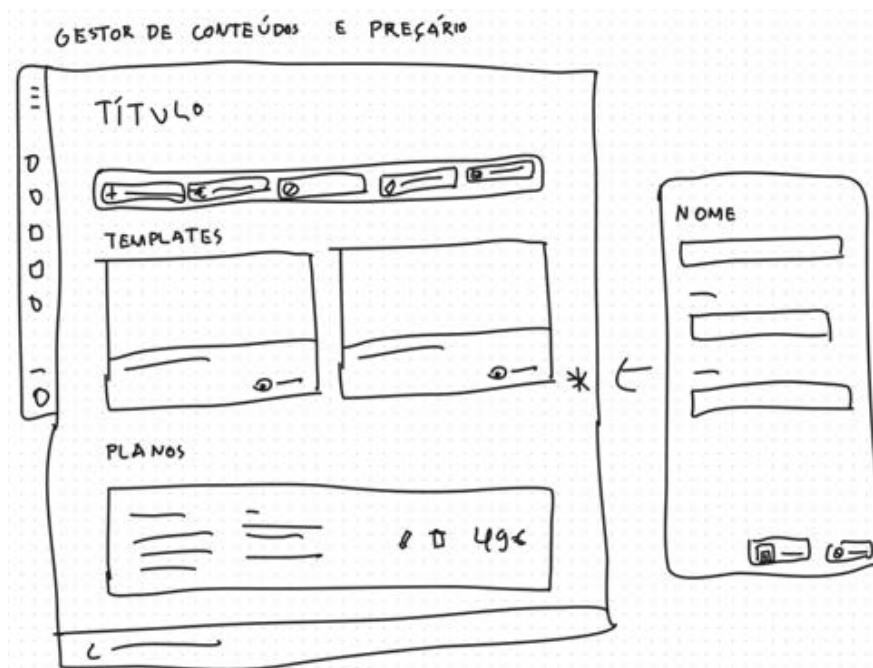 GESTOR DE CONTEÚDOS E PREÇÁRIO
TÍTULO
TEMPLATES
PLANOS
49€
NOME